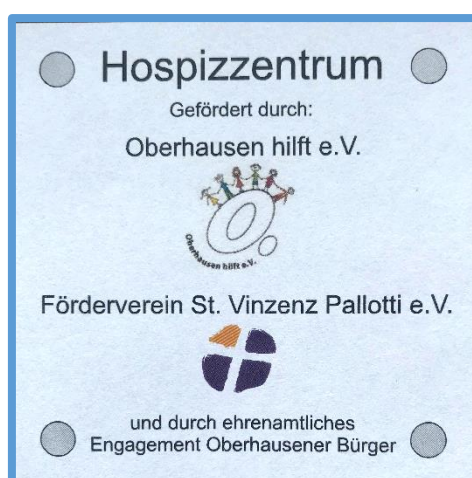 Hospizzentrum
Gefördert durch:
Oberhausen hilft e.V.
O.
Oberhausen hilft e.V.
Förderverein St. Vinzenz Pallotti e.V.
und durch ehrenamtliches
Engagement Oberhausener Bürger